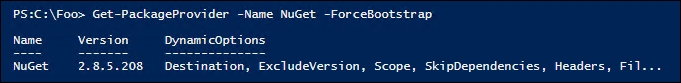 PS:C:\Foo> Get-PackageProvider -Name NuGet -ForceBootstrap
Name Version DynamicOptions
---- ------- --------------
NuGet 2.8.5.208 Destination, ExcludeVersion, Scope, SkipDependencies, Headers, Fil...